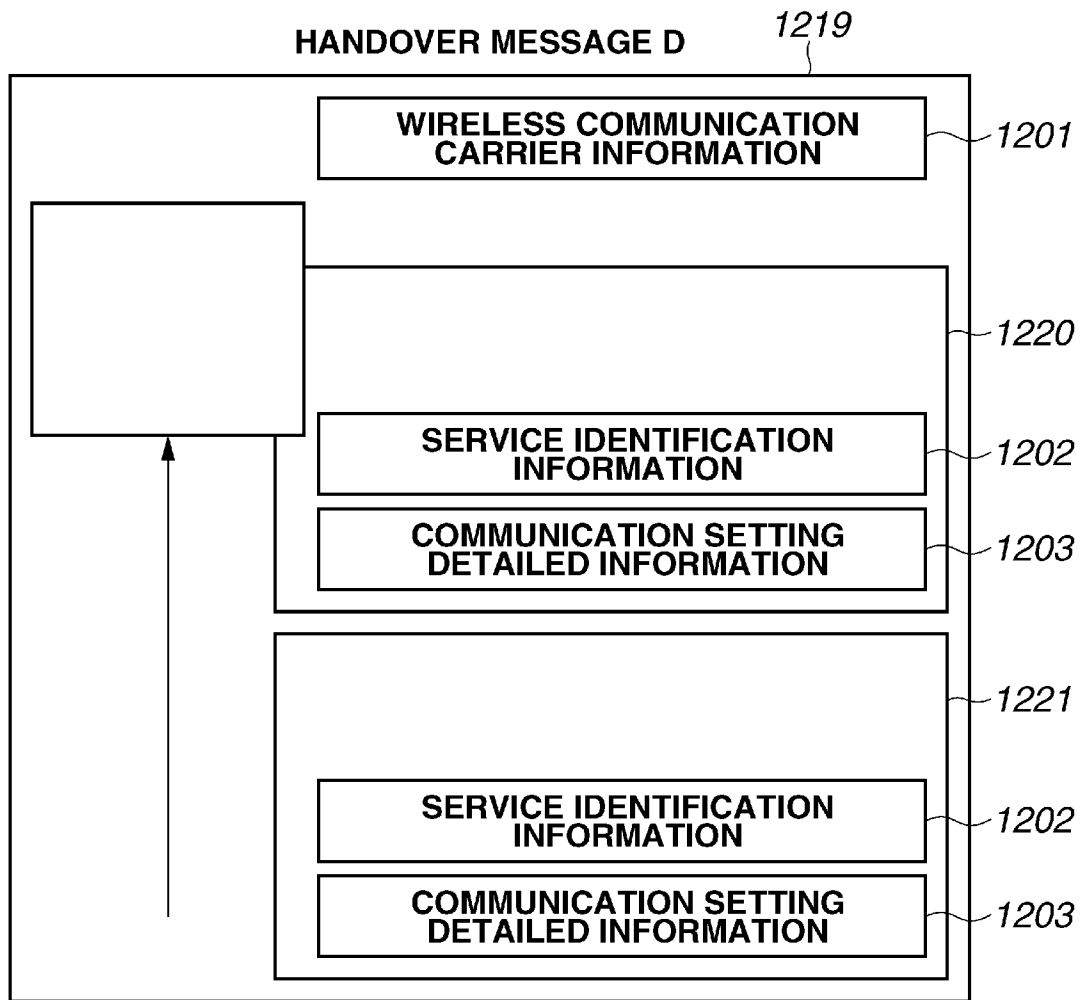 1219
HANDOVER MESSAGE D
WIRELESS COMMUNICATION
CARRIER INFORMATION
1201
1220
SERVICE IDENTIFICATION
INFORMATION
1202
COMMUNICATION SETTING
DETAILED INFORMATION
1203
1221
SERVICE IDENTIFICATION
INFORMATION
1202
COMMUNICATION SETTING
DETAILED INFORMATION
1203